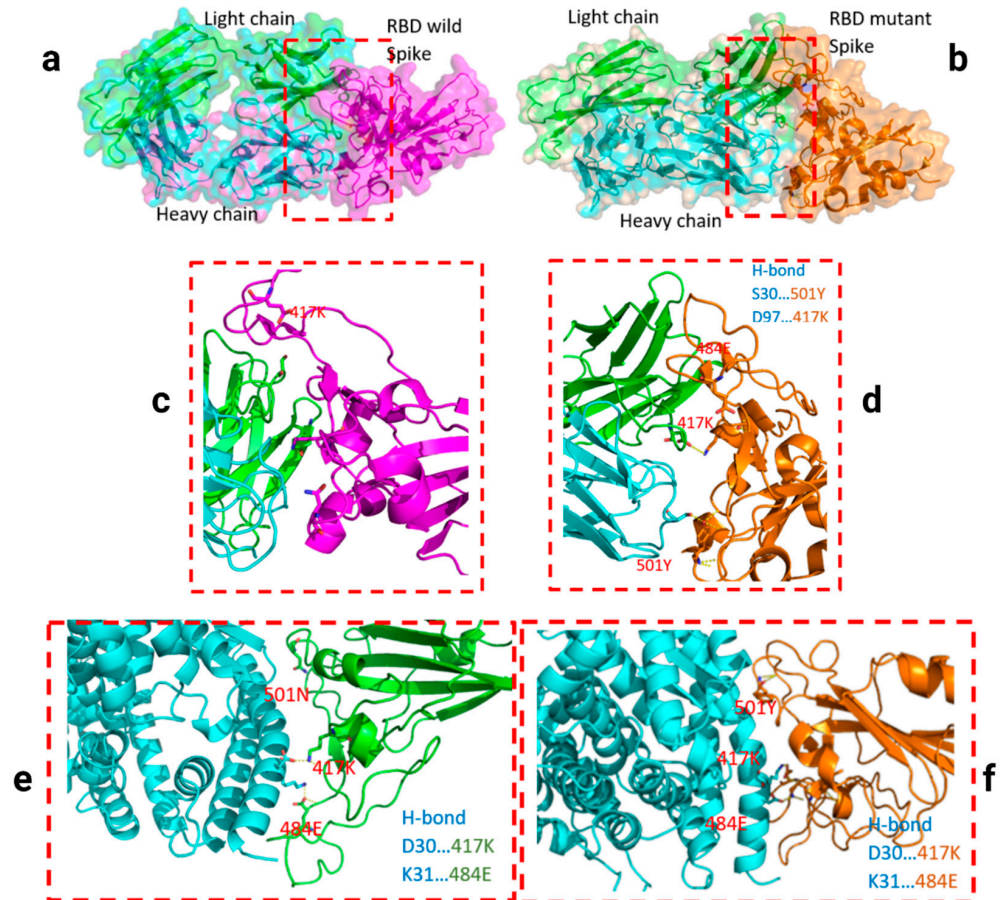 a
Light chain
RBD wild
Spike
Heavy chain
Light chain
RBD mutant
Spike
b
Heavy chain
c
417K
H-bond
S30...501Y
D97...417K
484E
417K
501Y
d
e
501N
417K
484E
H-bond
D30...417K
K31...484E
501Y
417K
484E
f
H-bond
D30...417K
K31...484E